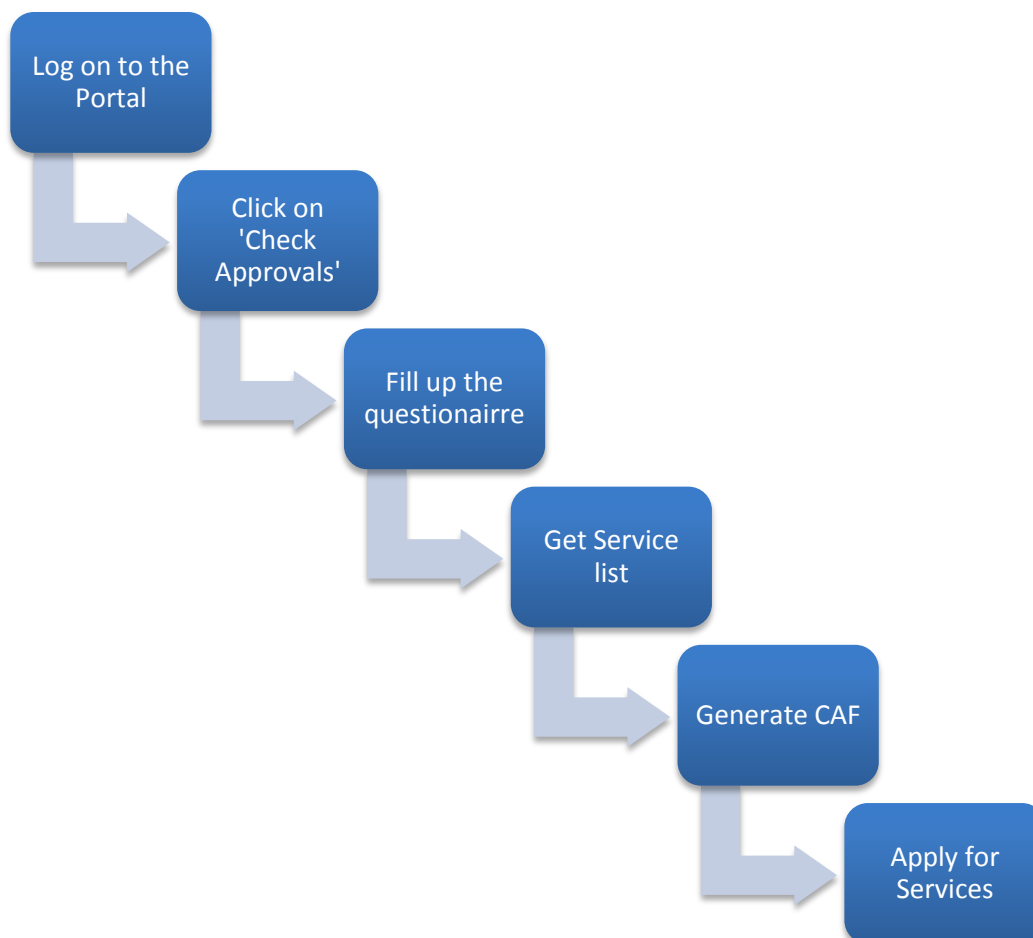 Log on to the
Portal
Click on
'Check
Approvals'
Fill up the
questionairre
Get Service
list
Generate CAF
Apply for
Services